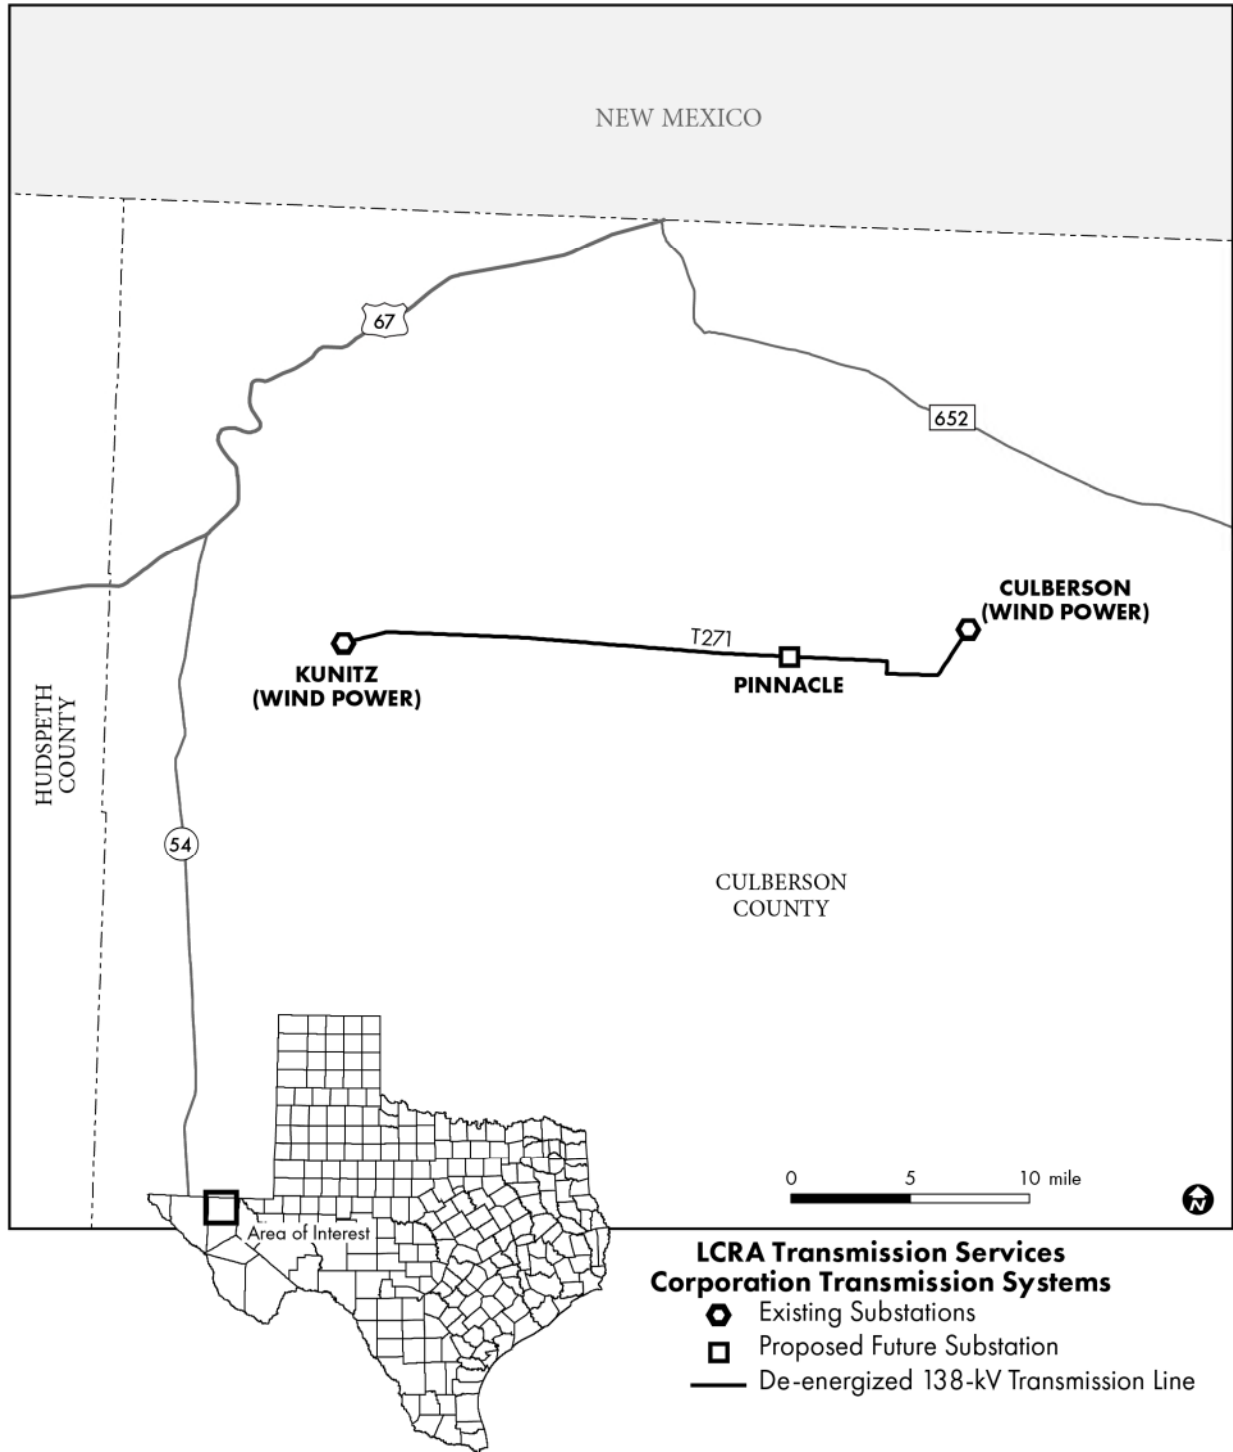 NEW MEXICO
67
652
CULBERSON
(WIND POWER)
T271
KUNITZ
(WIND POWER)
PINNACLE
HUDSPETH
COUNTY
54
CULBERSON
COUNTY
0 5 10 mile
N
Area of Interest
LCRA Transmission Services
Corporation Transmission Systems
Existing Substations
Proposed Future Substation
De-energized 138-kV Transmission Line